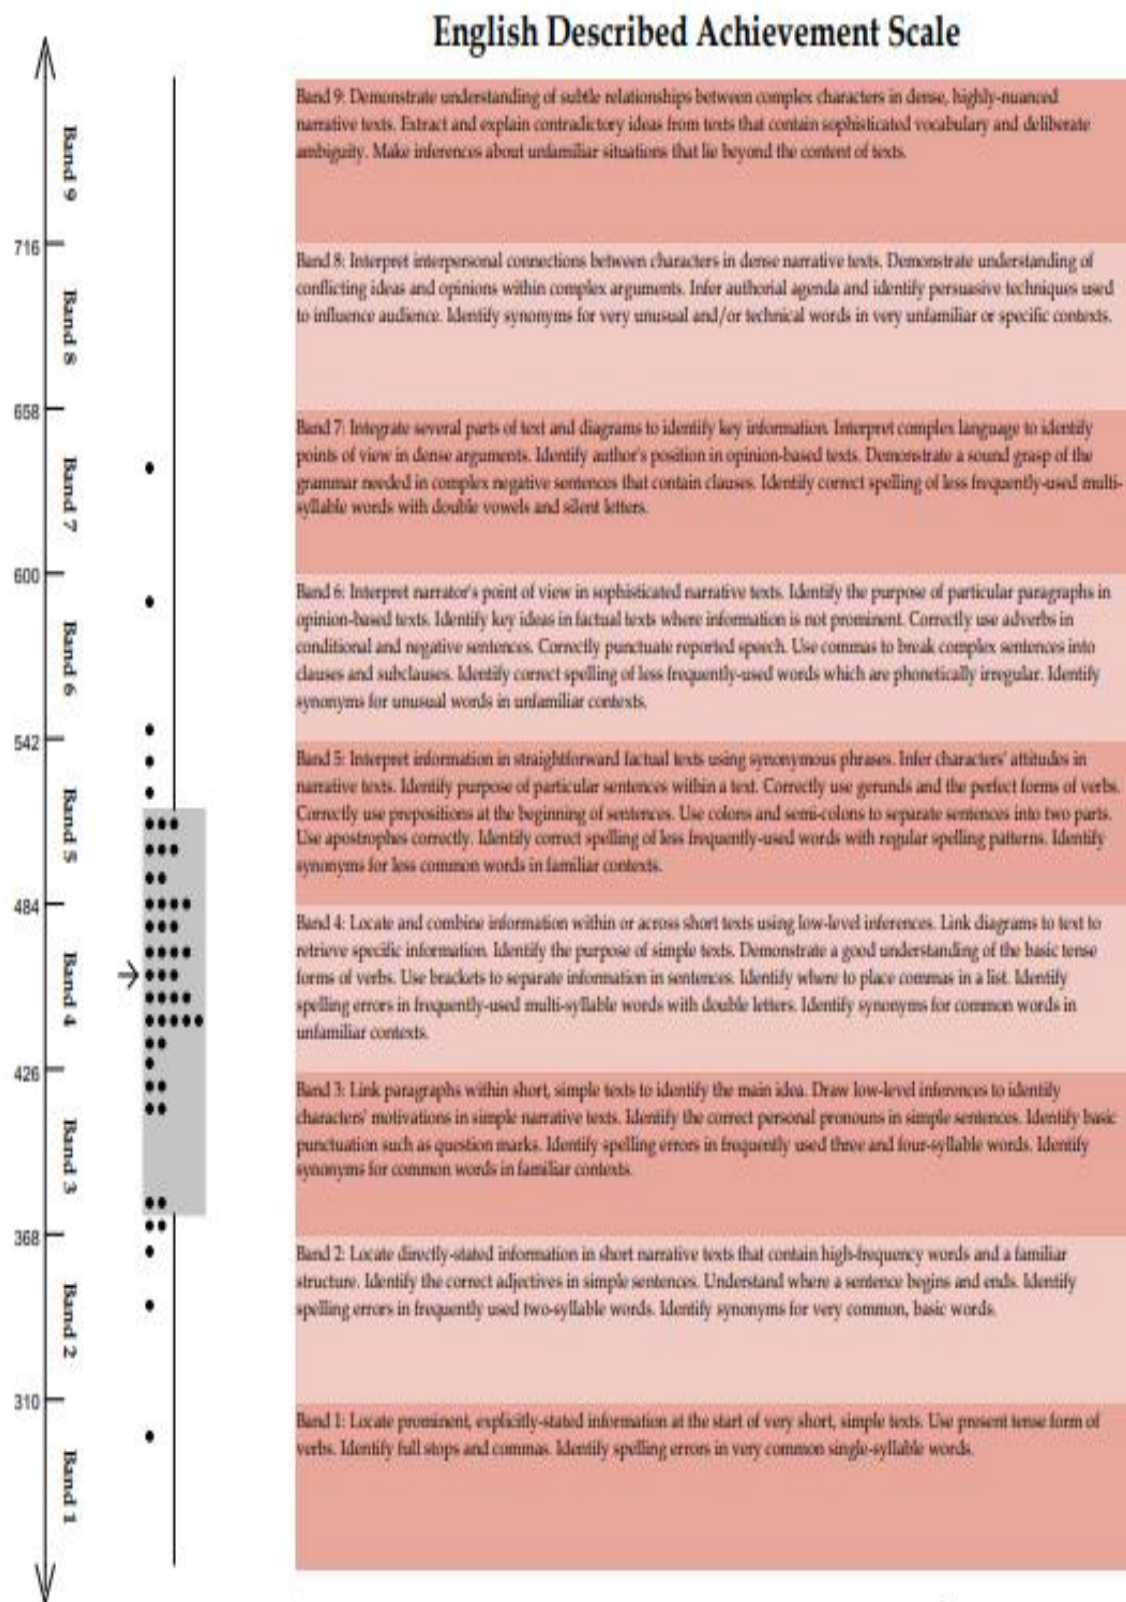 English Described Achievement Scale
Band 9: Demonstrate understanding of subtle relationships between complex characters in dense, highly-nuanced
narrative texts. Extract and explain contradictory ideas from texts that contain sophisticated vocabulary and deliberate
ambiguity. Make inferences about unfamiliar situations that lie beyond the content of texts.
Band 9
716
Band 8: Interpret interpersonal connections between characters in dense narrative texts. Demonstrate understanding of
conflicting ideas and opinions within complex arguments. Infer authorial agenda and identify persuasive techniques used
to influence audience. Identify synonyms for very unusual and/or technical words in very unfamiliar or specific contexts.
Band 8
658
Band 7: Integrate several parts of text and diagrams to identify key information. Interpret complex language to identify
points of view in dense arguments. Identify author's position in opinion-based texts. Demonstrate a sound grasp of the
grammar needed in complex negative sentences that contain clauses. Identify correct spelling of less frequently-used multi-
syllable words with double vowels and silent letters.
Band 7
600
Band 6: Interpret narrator's point of view in sophisticated narrative texts. Identify the purpose of particular paragraphs in
opinion-based texts. Identify key ideas in factual texts where information is not prominent. Correctly use adverbs in
conditional and negative sentences. Correctly punctuate reported speech. Use commas to break complex sentences into
clauses and subclauses. Identify correct spelling of less frequently-used words which are phonetically irregular. Identify
synonyms for unusual words in unfamiliar contexts.
Band 6
542
Band 5: Interpret information in straightforward factual texts using synonymous phrases. Infer characters' attitudes in
narrative texts. Identify purpose of particular sentences within a text. Correctly use gerunds and the perfect forms of verbs.
Correctly use prepositions at the beginning of sentences. Use colons and semi-colons to separate sentences into two parts.
Use apostrophes correctly. Identify correct spelling of less frequently-used words with regular spelling patterns. Identify
synonyms for less common words in familiar contexts.
Band 5
484
Band 4: Locate and combine information within or across short texts using low-level inferences. Link diagrams to text to
retrieve specific information. Identify the purpose of simple texts. Demonstrate a good understanding of the basic tense
forms of verbs. Use brackets to separate information in sentences. Identify where to place commas in a list. Identify
spelling errors in frequently-used multi-syllable words with double letters. Identify synonyms for common words in
unfamiliar contexts.
Band 4
426
Band 3: Link paragraphs within short, simple texts to identify the main idea. Draw low-level inferences to identify
characters' motivations in simple narrative texts. Identify the correct personal pronouns in simple sentences. Identify basic
punctuation such as question marks. Identify spelling errors in frequently used three and four-syllable words. Identify
synonyms for common words in familiar contexts.
Band 3
368
Band 2: Locate directly-stated information in short narrative texts that contain high-frequency words and a familiar
structure. Identify the correct adjectives in simple sentences. Understand where a sentence begins and ends. Identify
spelling errors in frequently used two-syllable words. Identify synonyms for very common, basic words.
Band 2
310
Band 1: Locate prominent, explicitly-stated information at the start of very short, simple texts. Use present tense form of
verbs. Identify full stops and commas. Identify spelling errors in very common single-syllable words.
Band 1